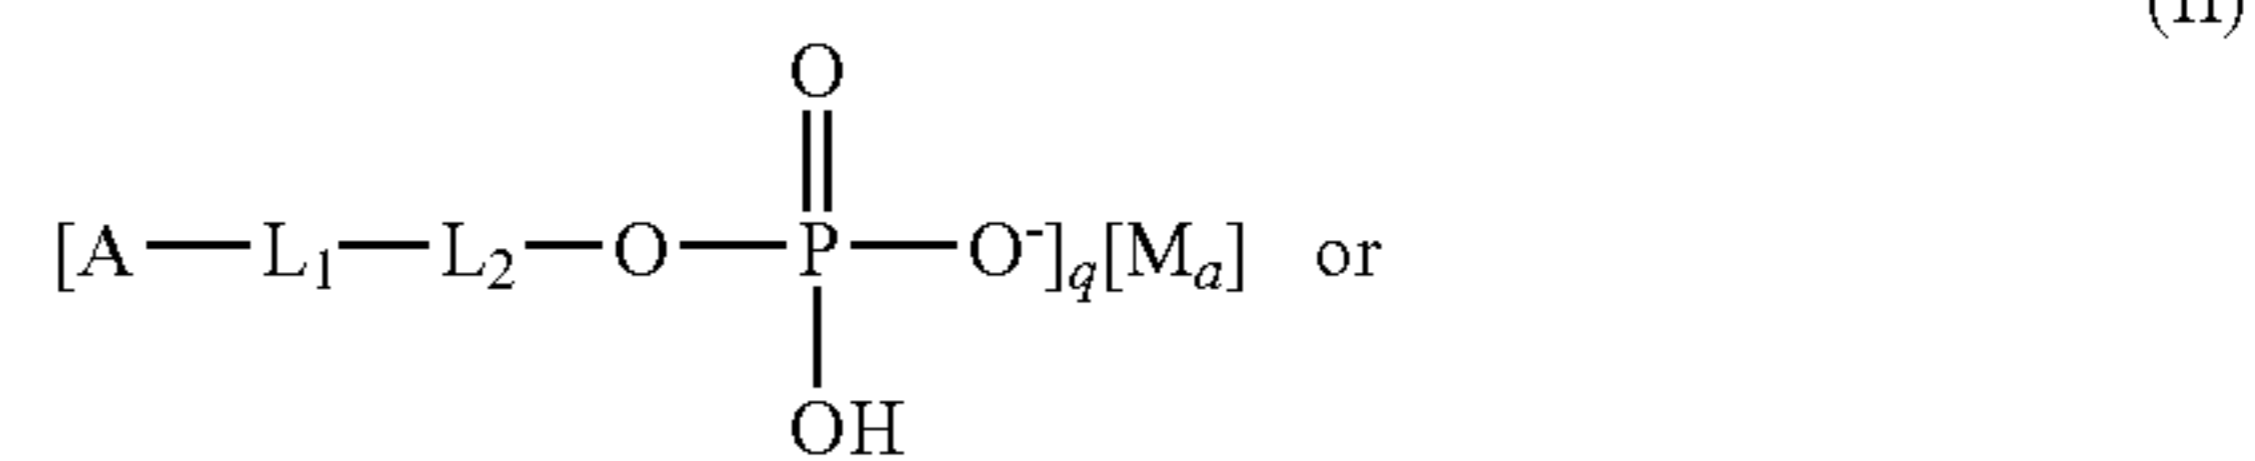 (II)
O
[A—L₁—L₂—O—P—O⁻]q[Mₐ] or
OH